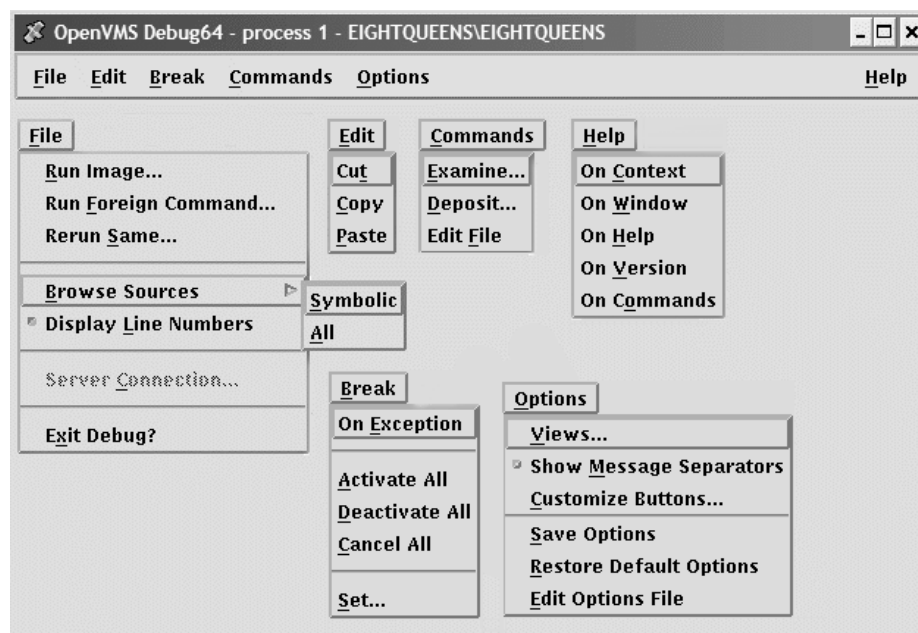 OpenVMS Debug64 - process 1 - EIGHTQUEENS\EIGHTQUEENS
File Edit Break Commands Options Help
File
Run Image...
Run Foreign Command...
Rerun Same...
Browse Sources
Display Line Numbers
Server Connection...
Exit Debug?
Symbolic
All
Edit
Cut
Copy
Paste
Commands
Examine...
Deposit...
Edit File
Help
On Context
On Window
On Help
On Version
On Commands
Break
On Exception
Activate All
Deactivate All
Cancel All
Set...
Options
Views...
Show Message Separators
Customize Buttons...
Save Options
Restore Default Options
Edit Options File